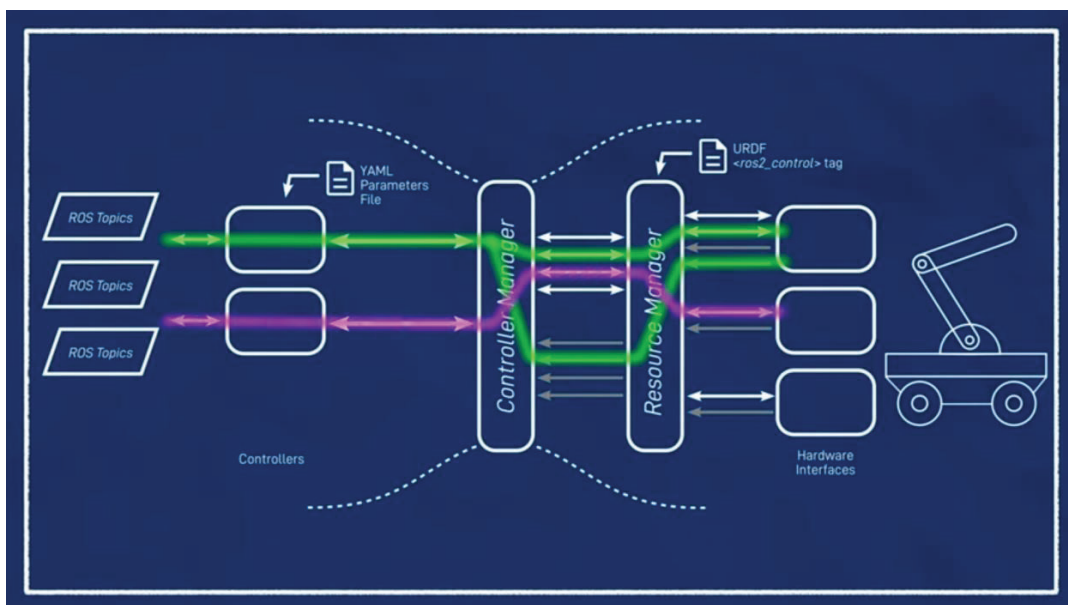 YAML
Parameters
File
URDF
<ros2_control> tag
ROS Topics
ROS Topics
ROS Topics
Controller Manager
Resource Manager
Controllers
Hardware
Interfaces